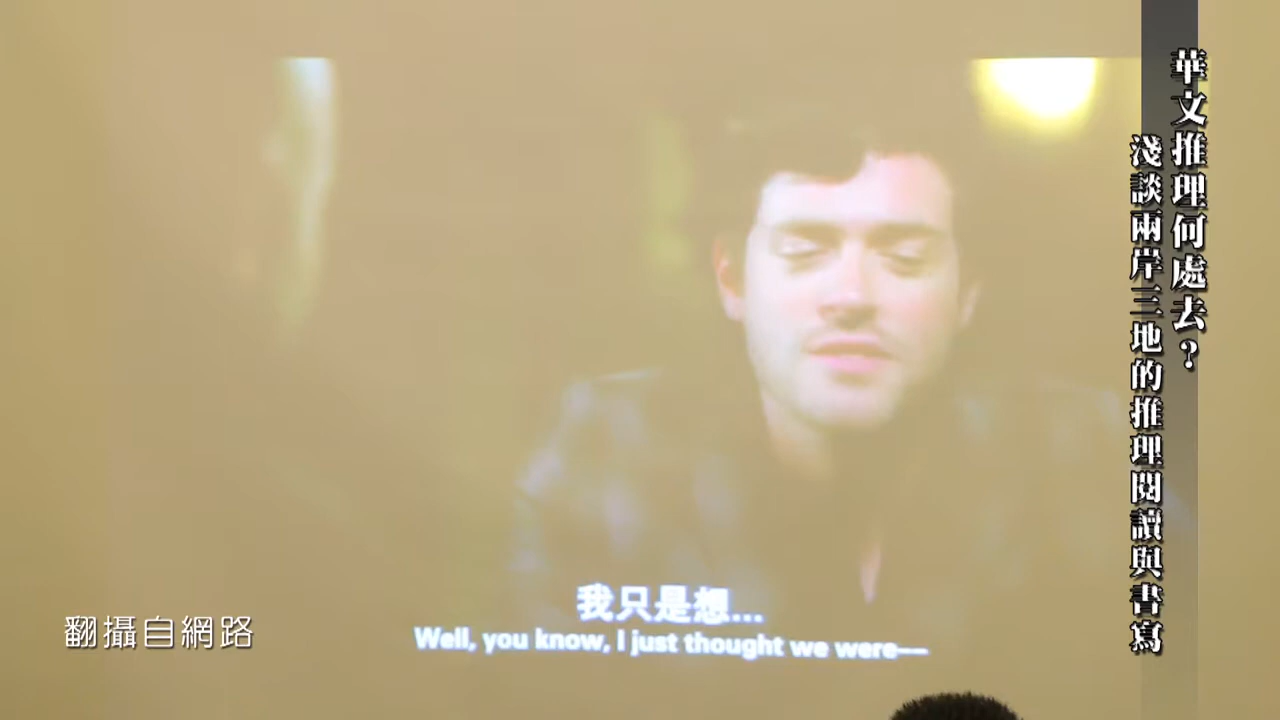 華文推理何處去？
淺談兩岸三地的推理閱讀與書寫
我只是想...
Well, you know, I just thought we were--
翻攝自網路